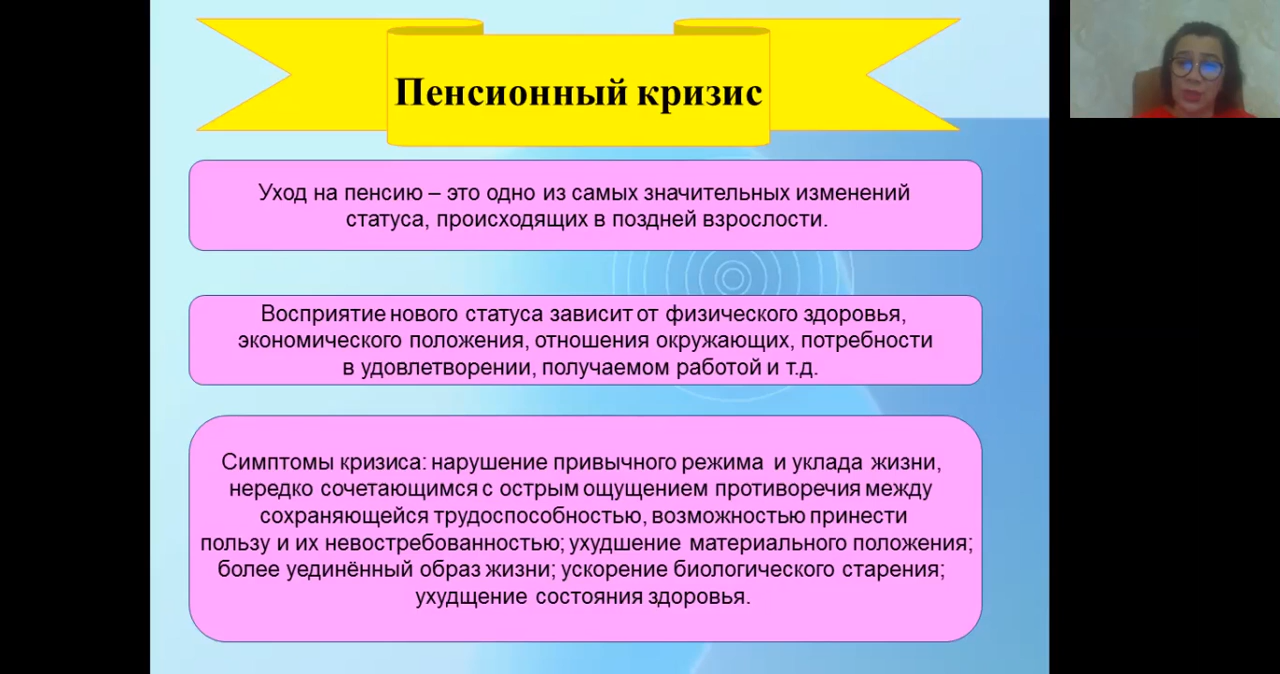 Пенсионный кризис
Уход на пенсию – это одно из самых значительных изменений
статуса, происходящих в поздней взрослости.
Восприятие нового статуса зависит от физического здоровья,
экономического положения, отношения окружающих, потребности
в удовлетворении, получаемом работой и т.д.
Симптомы кризиса: нарушение привычного режима и уклада жизни,
нередко сочетающимся с острым ощущением противоречия между
сохраняющейся трудоспособностью, возможностью принести
пользу и их невостребованностью; ухудшение материального положения;
более уединённый образ жизни; ускорение биологического старения;
ухудщение состояния здоровья.